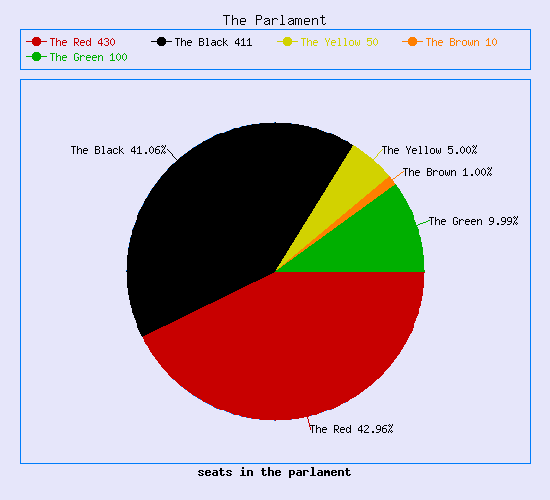 The Parlament
The Red 430 The Black 411 The Yellow 50 The Brown 10
The Green 100
The Black 41.06%
The Yellow 5.00%
The Brown 1.00%
The Green 9.99%
The Red 42.96%
seats in the parlament